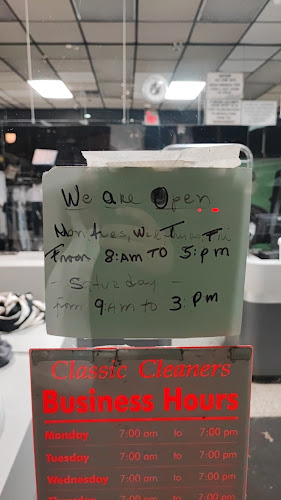 We are Open
Mon, tues, Wed, thurs, Fri
From 8:AM TO 5:pm
- Saturday -
from 9:AM TO 3:pm
Classic Cleaners
Business Hours
Monday 7:00 am to 7:00 pm
Tuesday 7:00 am to 7:00 pm
Wednesday 7:00 am to 7:00 pm